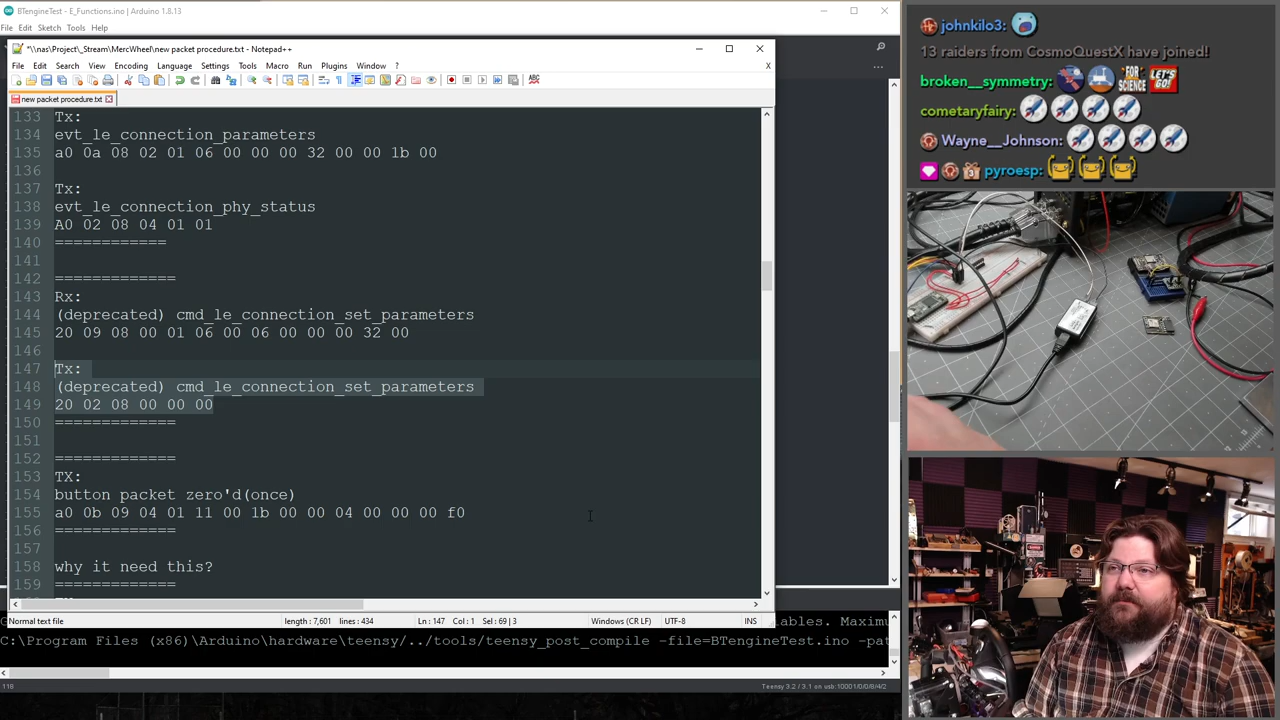 BTengineTest - E_Functions.ino | Arduino 1.8.13
File Edit Sketch Tools Help
*\\nas\Project\_Stream\MercWheel\new packet procedure.txt - Notepad++
File Edit Search View Encoding Language Settings Tools Macro Run Plugins Window ? X
new packet procedure.txt
133 Tx:
134 evt_le_connection_parameters
135 a0 0a 08 02 01 06 00 00 00 32 00 00 1b 00
136
137 Tx:
138 evt_le_connection_phy_status
139 A0 02 08 04 01 01
140 ============
141
142 =============
143 Rx:
144 (deprecated) cmd_le_connection_set_parameters
145 20 09 08 00 01 06 00 06 00 00 00 32 00
146
147 Tx:
148 (deprecated) cmd_le_connection_set_parameters
149 20 02 08 00 00 00
150 =============
151
152 =============
153 TX:
154 button packet zero'd(once)
155 a0 0b 09 04 01 11 00 1b 00 00 04 00 00 00 f0
156 =============
157
158 why it need this?
159 =============
Normal text file length : 7,601 lines : 434 Ln : 147 Col : 1 Sel : 69 | 3 Windows (CR LF) UTF-8 INS
ables. Maximu
C:\Program Files (x86)\Arduino\hardware\teensy/../tools/teensy_post_compile -file=BTengineTest.ino -pat
118
johnkilo3:
13 raiders from CosmoQuestX have joined!
broken__symmetry: FOR SCIENCE LET'S GO!
cometaryfairy:
Wayne__Johnson:
pyroesp: